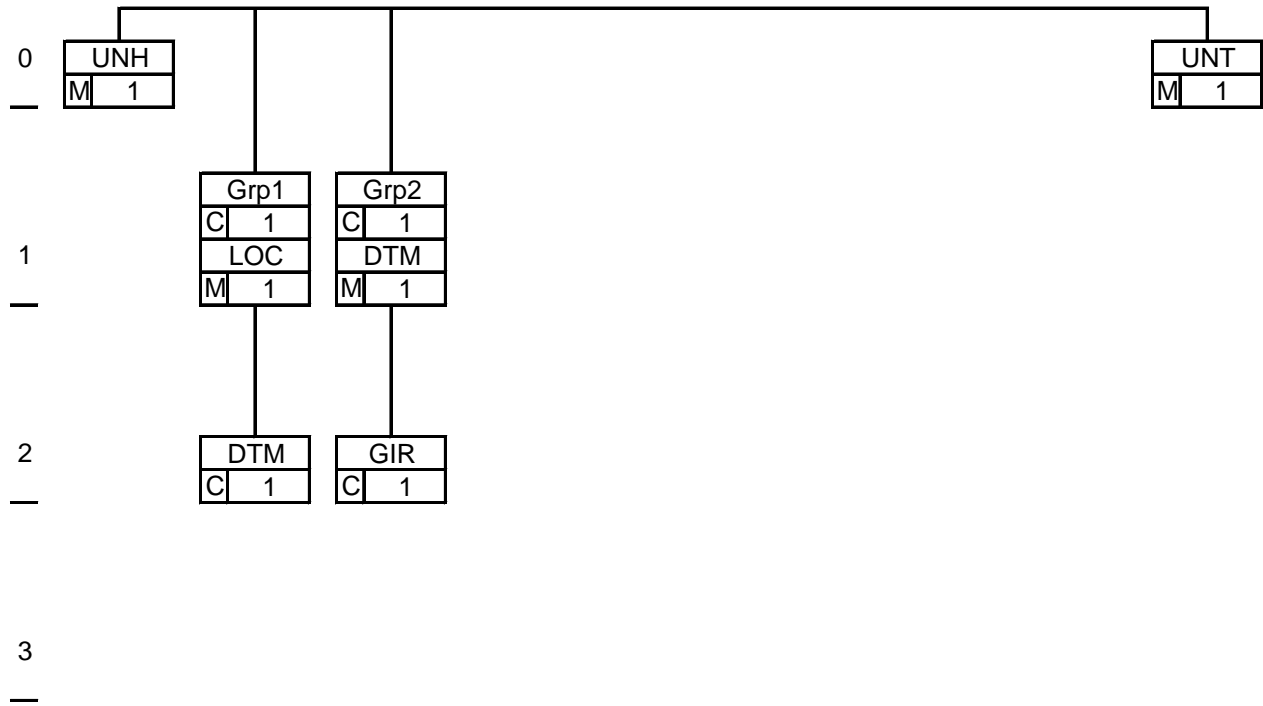 0 UNH UNT
M 1 M 1
Grp1 Grp2
C 1 C 1
1 LOC DTM
M 1 M 1
2 DTM GIR
C 1 C 1
3